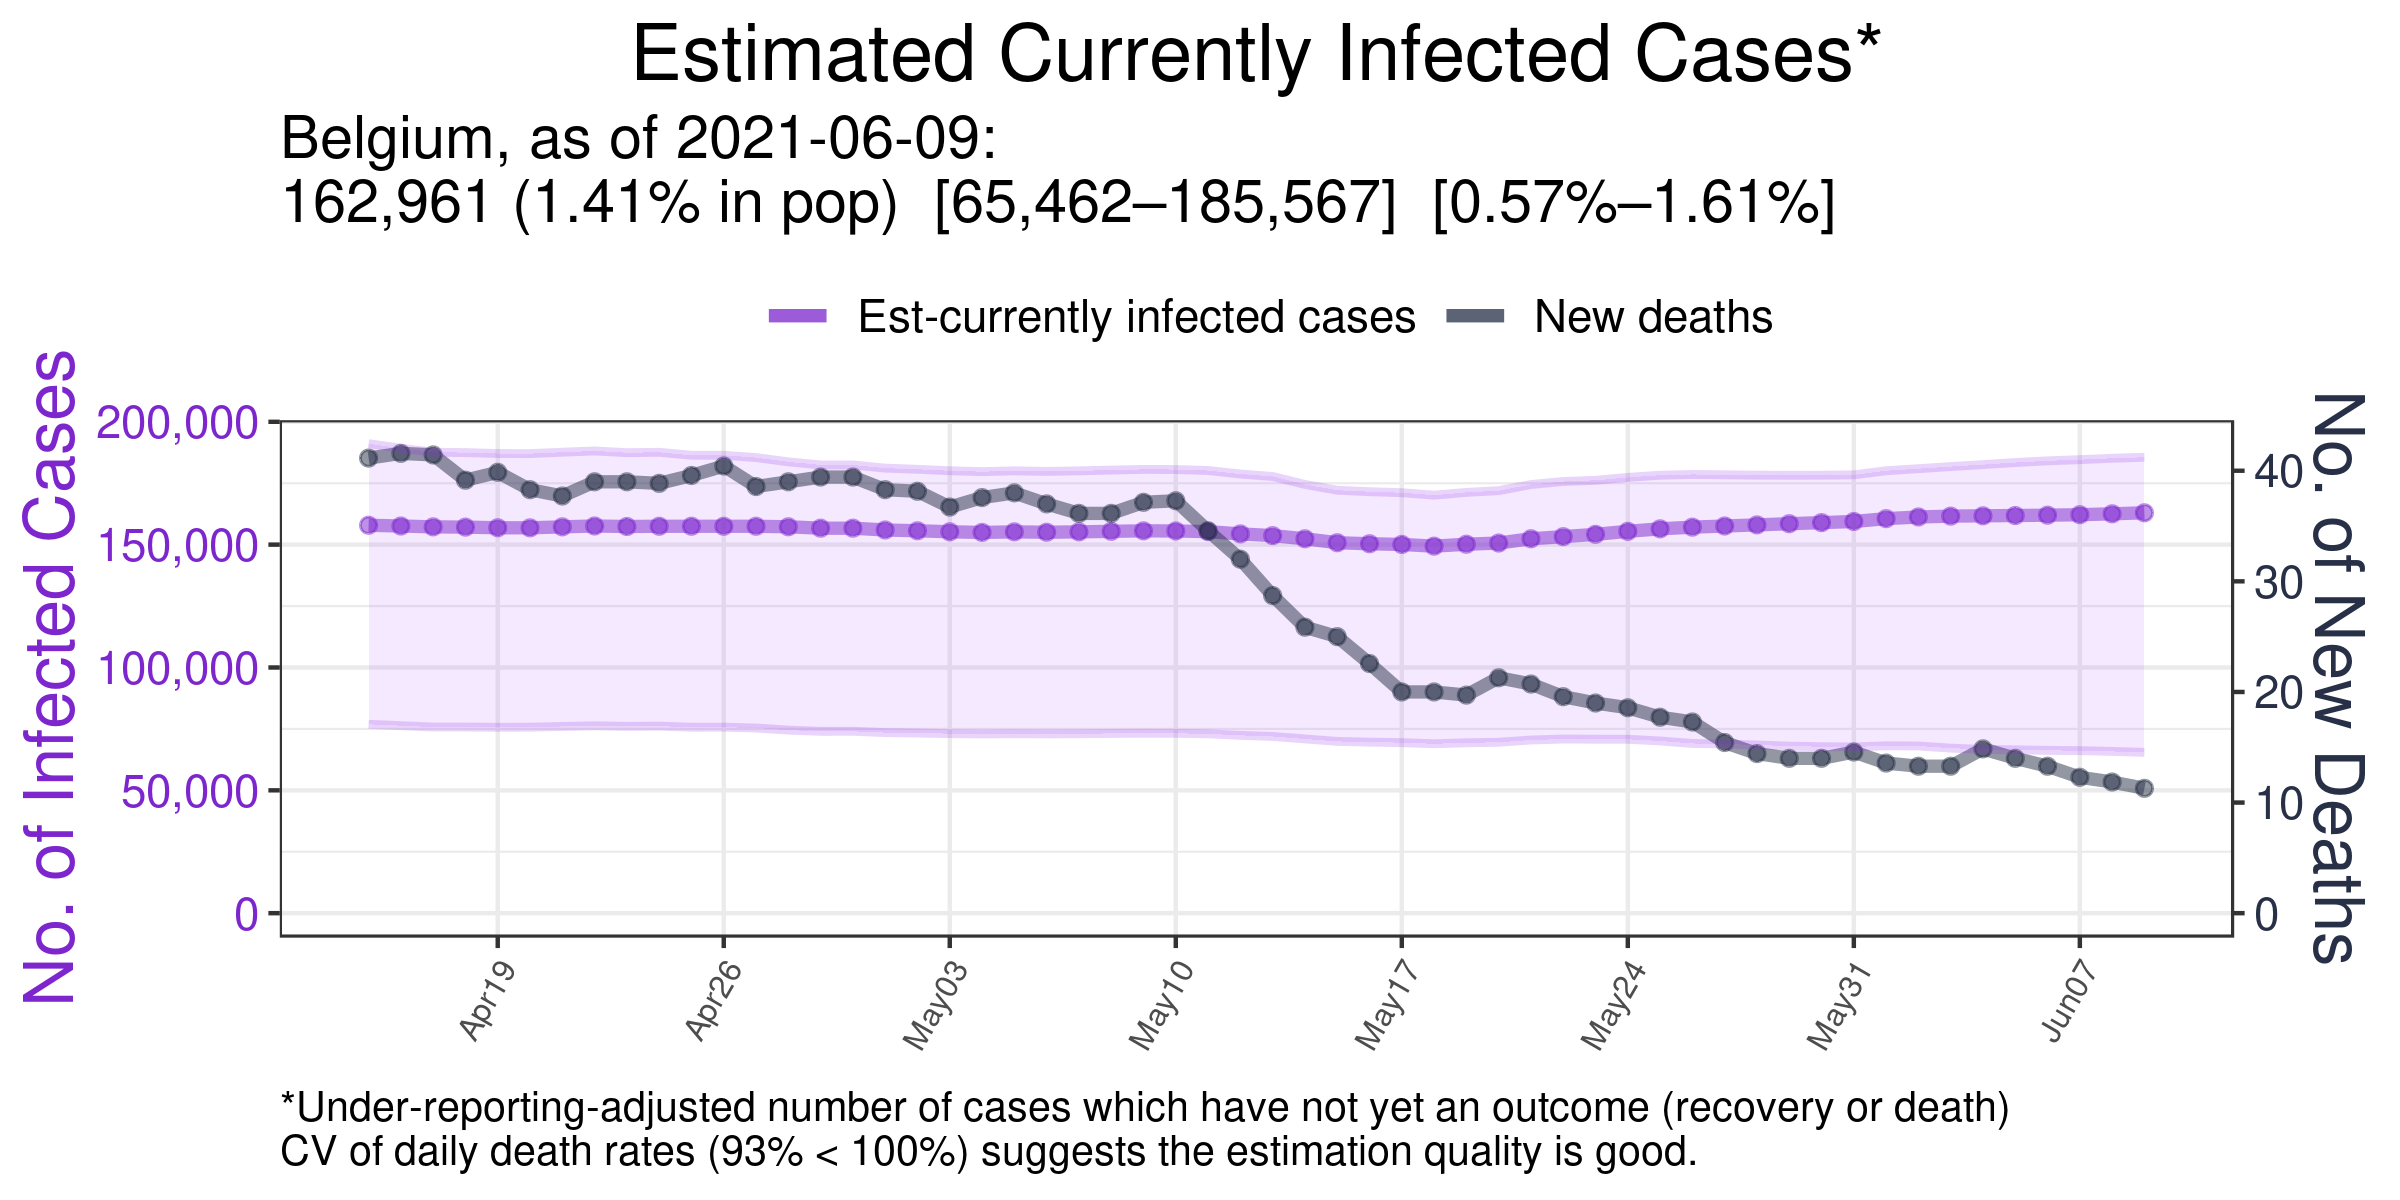 Estimated Currently Infected Cases*
Belgium, as of 2021-06-09:
162,961 (1.41% in pop)  [65,462–185,567]  [0.57%–1.61%]
Est-currently infected cases
New deaths
No. of Infected Cases
200,000
150,000
100,000
50,000
0
No. of New Deaths
40
30
20
10
0
Apr19
Apr26
May03
May10
May17
May24
May31
Jun07
*Under-reporting-adjusted number of cases which have not yet an outcome (recovery or death)
CV of daily death rates (93% < 100%) suggests the estimation quality is good.